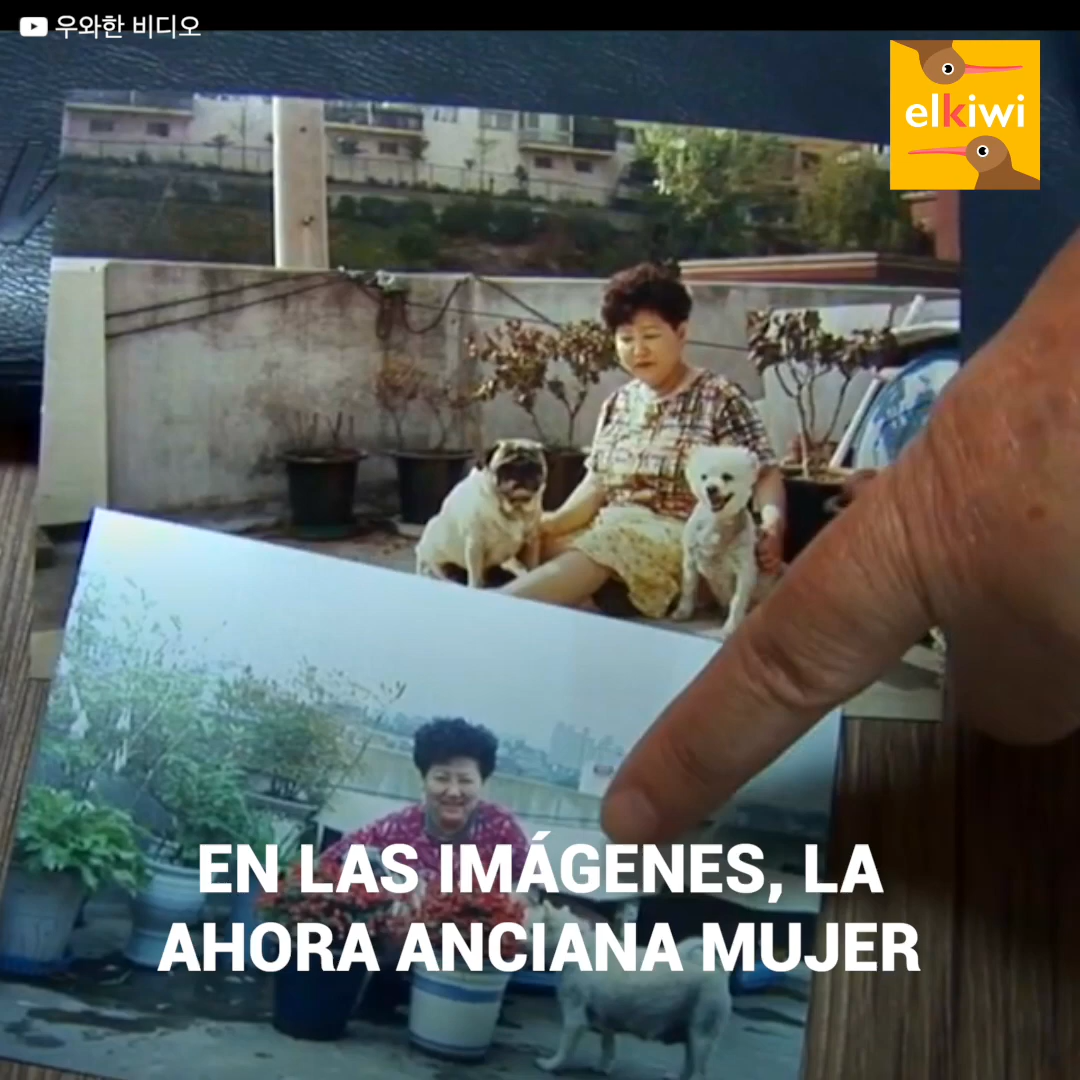 우와한 비디오
elkiwi
EN LAS IMÁGENES, LA
AHORA ANCIANA MUJER